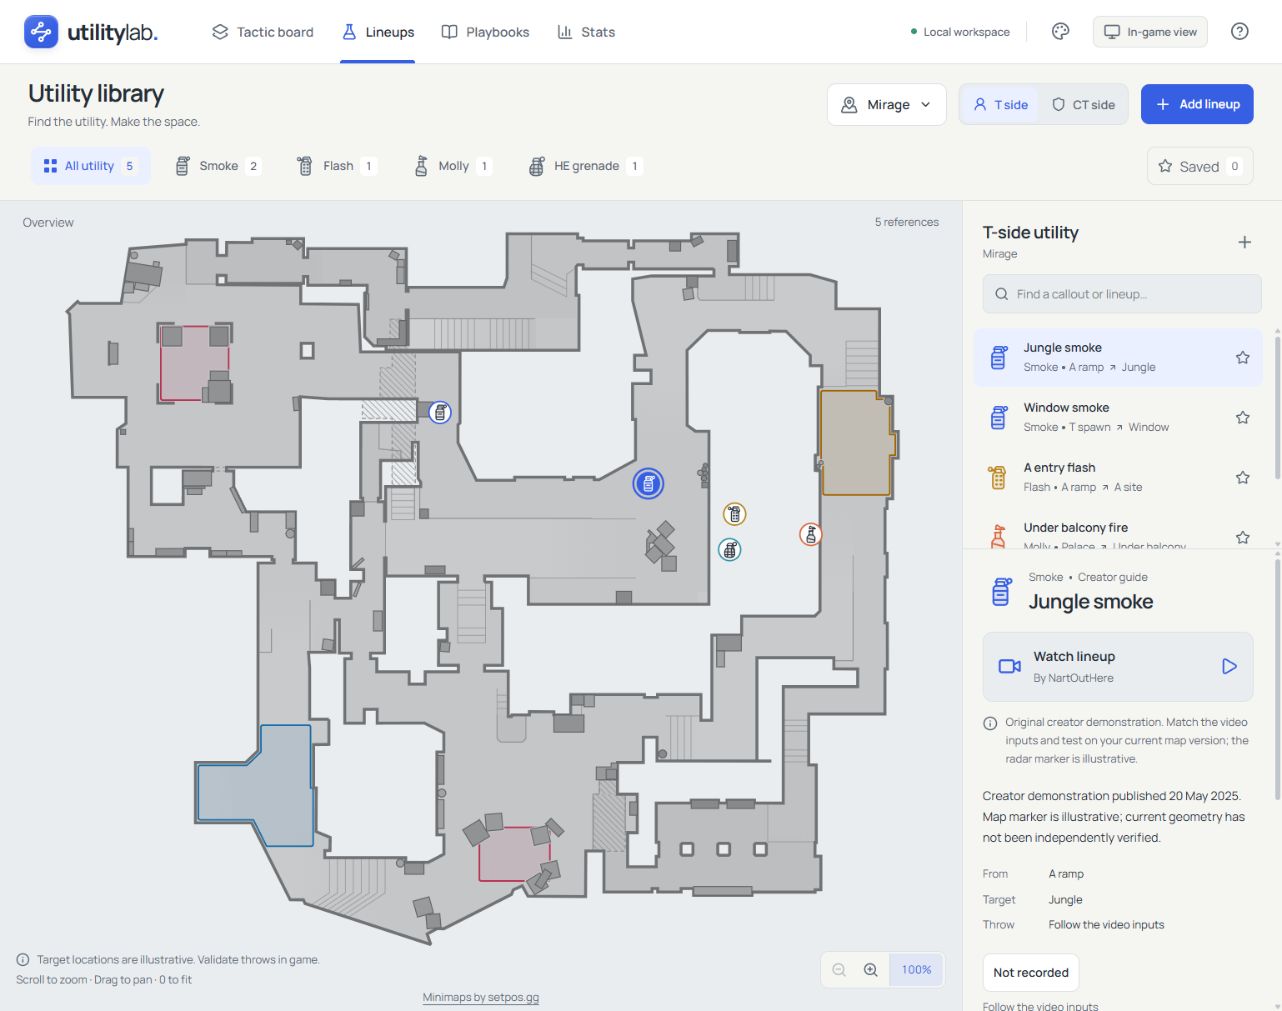 utilitylab.
Tactic board
Lineups
Playbooks
Stats
Local workspace
In-game view
Utility library
Find the utility. Make the space.
Mirage
T side
CT side
Add lineup
All utility 5
Smoke 2
Flash 1
Molly 1
HE grenade 1
Saved 0
Overview
5 references
T-side utility
Mirage
Find a callout or lineup...
Jungle smoke
Smoke • A ramp ↗ Jungle
Window smoke
Smoke • T spawn ↗ Window
A entry flash
Flash • A ramp ↗ A site
Under balcony fire
Molly • Palace ↗ Under balcony
Smoke • Creator guide
Jungle smoke
Watch lineup
By NartOutHere
Original creator demonstration. Match the video
inputs and test on your current map version; the
radar marker is illustrative.
Creator demonstration published 20 May 2025.
Map marker is illustrative; current geometry has
not been independently verified.
From A ramp
Target Jungle
Throw Follow the video inputs
Not recorded
Follow the video inputs
Target locations are illustrative. Validate throws in game.
Scroll to zoom · Drag to pan · 0 to fit
100%
Minimaps by setpos.gg